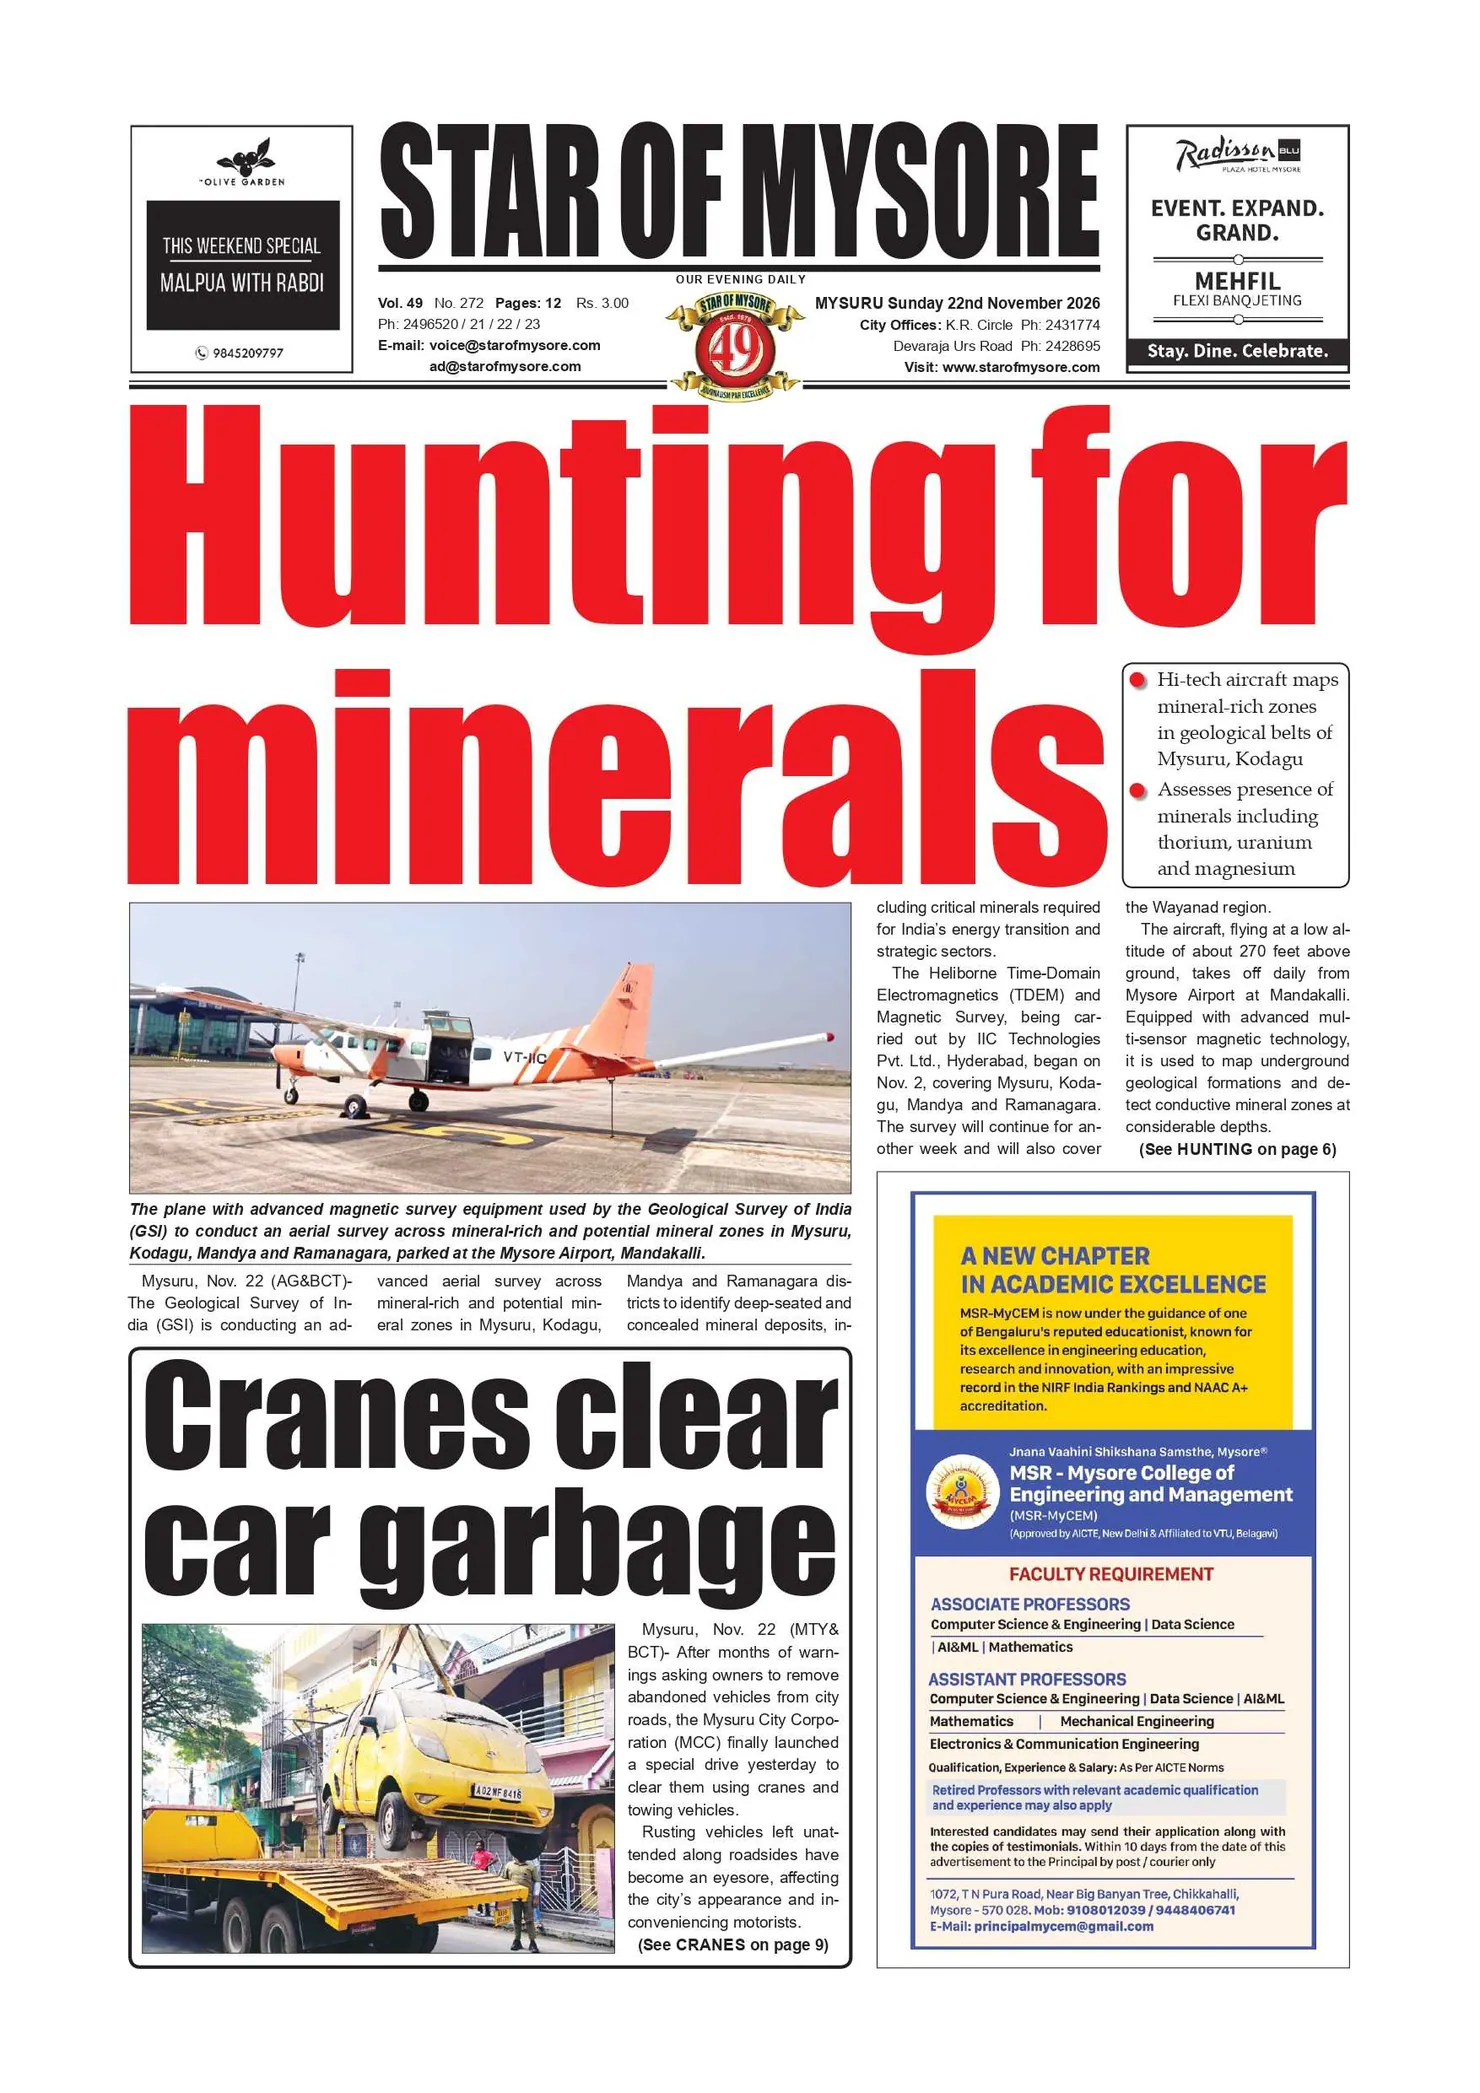 THE OLIVE GARDEN
THIS WEEKEND SPECIAL
MALPUA WITH RABDI
9845209797
STAR OF MYSORE
OUR EVENING DAILY
Vol. 49 No. 272 Pages: 12 Rs. 3.00
Ph: 2496520 / 21 / 22 / 23
E-mail: voice@starofmysore.com
ad@starofmysore.com
STAR OF MYSORE
Estd. 1978
49
JOURNALISM PAR EXCELLENCE
MYSURU Sunday 22nd November 2026
City Offices: K.R. Circle Ph: 2431774
Devaraja Urs Road Ph: 2428695
Visit: www.starofmysore.com
Radisson BLU
PLAZA HOTEL MYSORE
EVENT. EXPAND.
GRAND.
MEHFIL
FLEXI BANQUETING
Stay. Dine. Celebrate.
Hunting for
minerals
Hi-tech aircraft maps
mineral-rich zones
in geological belts of
Mysuru, Kodagu
Assesses presence of
minerals including
thorium, uranium
and magnesium
VT-IIC
The plane with advanced magnetic survey equipment used by the Geological Survey of India
(GSI) to conduct an aerial survey across mineral-rich and potential mineral zones in Mysuru,
Kodagu, Mandya and Ramanagara, parked at the Mysore Airport, Mandakalli.
Mysuru, Nov. 22 (AG&BCT)-
The Geological Survey of In-
dia (GSI) is conducting an ad-
vanced aerial survey across
mineral-rich and potential min-
eral zones in Mysuru, Kodagu,
Mandya and Ramanagara dis-
tricts to identify deep-seated and
concealed mineral deposits, in-
cluding critical minerals required
for India's energy transition and
strategic sectors.
The Heliborne Time-Domain
Electromagnetics (TDEM) and
Magnetic Survey, being car-
ried out by IIC Technologies
Pvt. Ltd., Hyderabad, began on
Nov. 2, covering Mysuru, Koda-
gu, Mandya and Ramanagara.
The survey will continue for an-
other week and will also cover
the Wayanad region.
The aircraft, flying at a low al-
titude of about 270 feet above
ground, takes off daily from
Mysore Airport at Mandakalli.
Equipped with advanced mul-
ti-sensor magnetic technology,
it is used to map underground
geological formations and de-
tect conductive mineral zones at
considerable depths.
(See HUNTING on page 6)
Cranes clear
car garbage
A02MF8416
Mysuru, Nov. 22 (MTY&
BCT)- After months of warn-
ings asking owners to remove
abandoned vehicles from city
roads, the Mysuru City Corpo-
ration (MCC) finally launched
a special drive yesterday to
clear them using cranes and
towing vehicles.
Rusting vehicles left unat-
tended along roadsides have
become an eyesore, affecting
the city's appearance and in-
conveniencing motorists.
(See CRANES on page 9)
A NEW CHAPTER
IN ACADEMIC EXCELLENCE
MSR-MyCEM is now under the guidance of one
of Bengaluru's reputed educationist, known for
its excellence in engineering education,
research and innovation, with an impressive
record in the NIRF India Rankings and NAAC A+
accreditation.
MYCEM
Jnana Vaahini Shikshana Samsthe, Mysore®
MSR - Mysore College of
Engineering and Management
(MSR-MyCEM)
(Approved by AICTE, New Delhi & Affiliated to VTU, Belagavi)
FACULTY REQUIREMENT
ASSOCIATE PROFESSORS
Computer Science & Engineering | Data Science
| AI&ML | Mathematics
ASSISTANT PROFESSORS
Computer Science & Engineering | Data Science | AI&ML
Mathematics | Mechanical Engineering
Electronics & Communication Engineering
Qualification, Experience & Salary: As Per AICTE Norms
Retired Professors with relevant academic qualification
and experience may also apply
Interested candidates may send their application along with
the copies of testimonials. Within 10 days from the date of this
advertisement to the Principal by post / courier only
1072, T N Pura Road, Near Big Banyan Tree, Chikkahalli,
Mysore - 570 028. Mob: 9108012039 / 9448406741
E-Mail: principalmycem@gmail.com